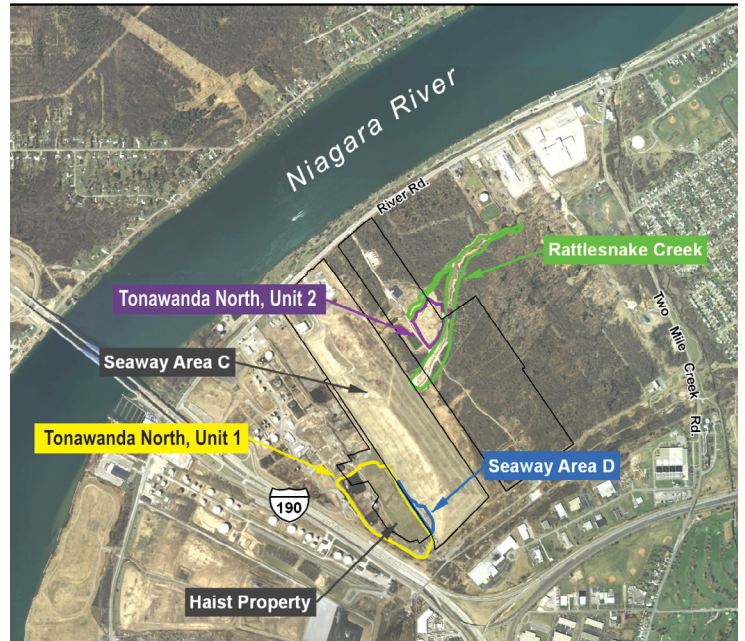 Niagara River
River Rd.
Rattlesnake Creek
Tonawanda North, Unit 2
Two Mile Creek Rd.
Seaway Area C
Tonawanda North, Unit 1
Seaway Area D
190
Haist Property